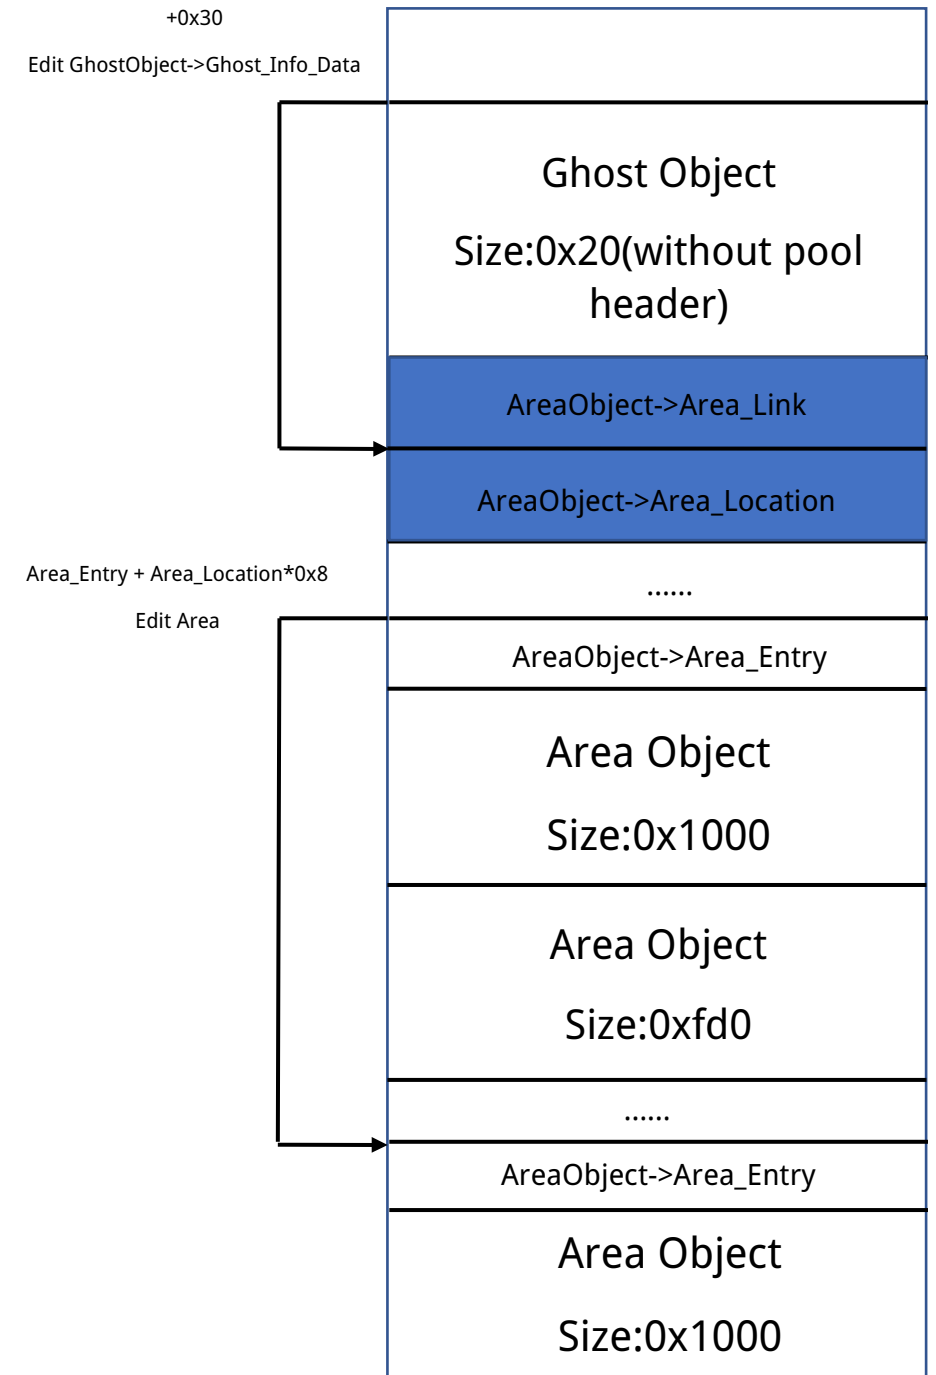 +0x30
Edit GhostObject->Ghost_Info_Data
Ghost Object
Size:0x20(without pool
header)
AreaObject->Area_Link
AreaObject->Area_Location
Area_Entry + Area_Location*0x8
Edit Area
......
AreaObject->Area_Entry
Area Object
Size:0x1000
Area Object
Size:0xfd0
......
AreaObject->Area_Entry
Area Object
Size:0x1000